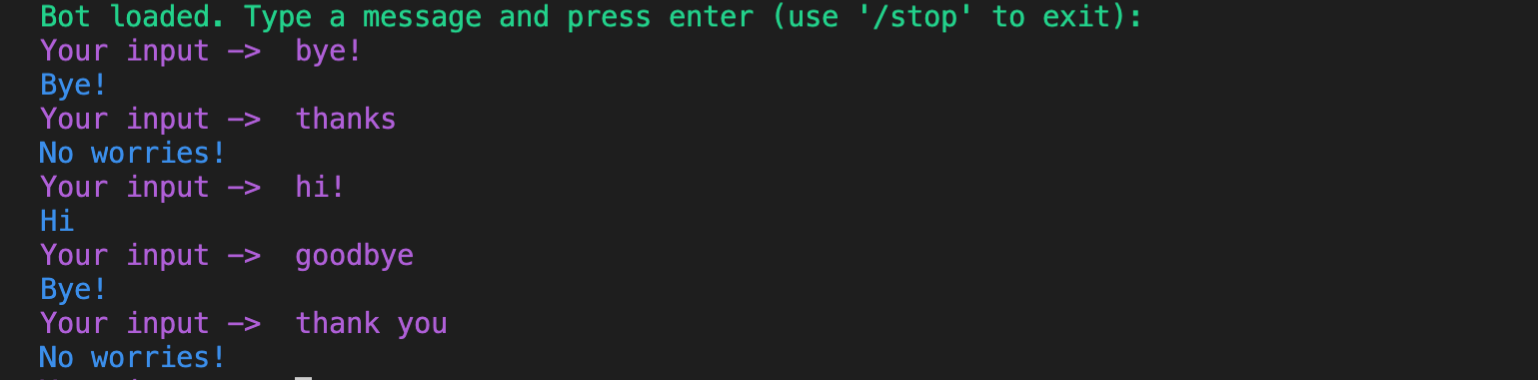 Bot loaded. Type a message and press enter (use '/stop' to exit):
Your input ->  bye!
Bye!
Your input ->  thanks
No worries!
Your input ->  hi!
Hi
Your input ->  goodbye
Bye!
Your input ->  thank you
No worries!